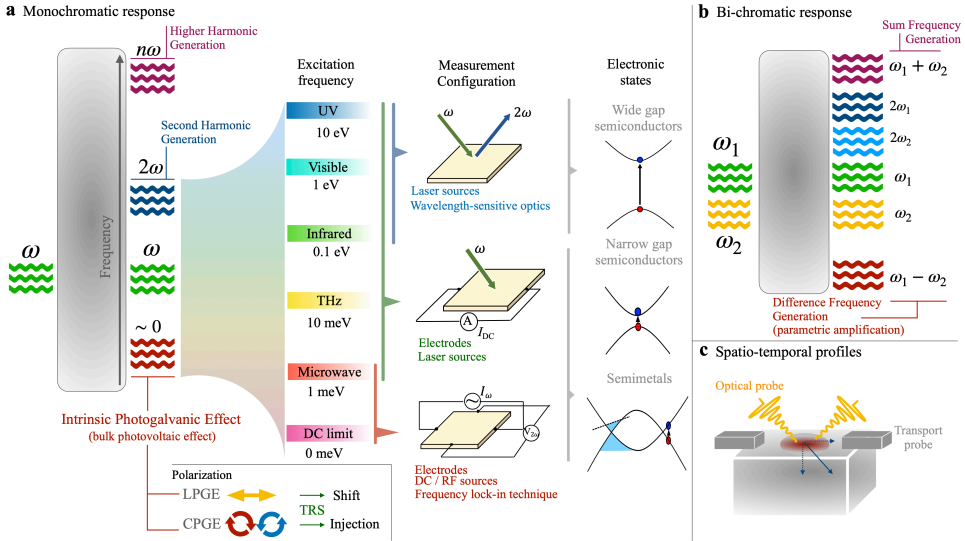 a Monochromatic response
Higher Harmonic
Generation
nω
Second Harmonic
Generation
2ω
ω
ω
Frequency
~ 0
Intrinsic Photogalvanic Effect
(bulk photovoltaic effect)
Polarization
LPGE
CPGE
TRS
Shift
Injection
Excitation
frequency
UV
10 eV
Visible
1 eV
Infrared
0.1 eV
THz
10 meV
Microwave
1 meV
DC limit
0 meV
Measurement
Configuration
ω
2ω
Laser sources
Wavelength-sensitive optics
ω
A
I_DC
Electrodes
Laser sources
I_ω
V_2ω
Electrodes
DC / RF sources
Frequency lock-in technique
Electronic
states
Wide gap
semiconductors
Narrow gap
semiconductors
Semimetals
b Bi-chromatic response
Sum Frequency
Generation
ω₁ + ω₂
2ω₁
2ω₂
ω₁
ω₁
ω₂
ω₂
ω₁ − ω₂
Difference Frequency
Generation
(parametric amplification)
c Spatio-temporal profiles
Optical probe
Transport
probe